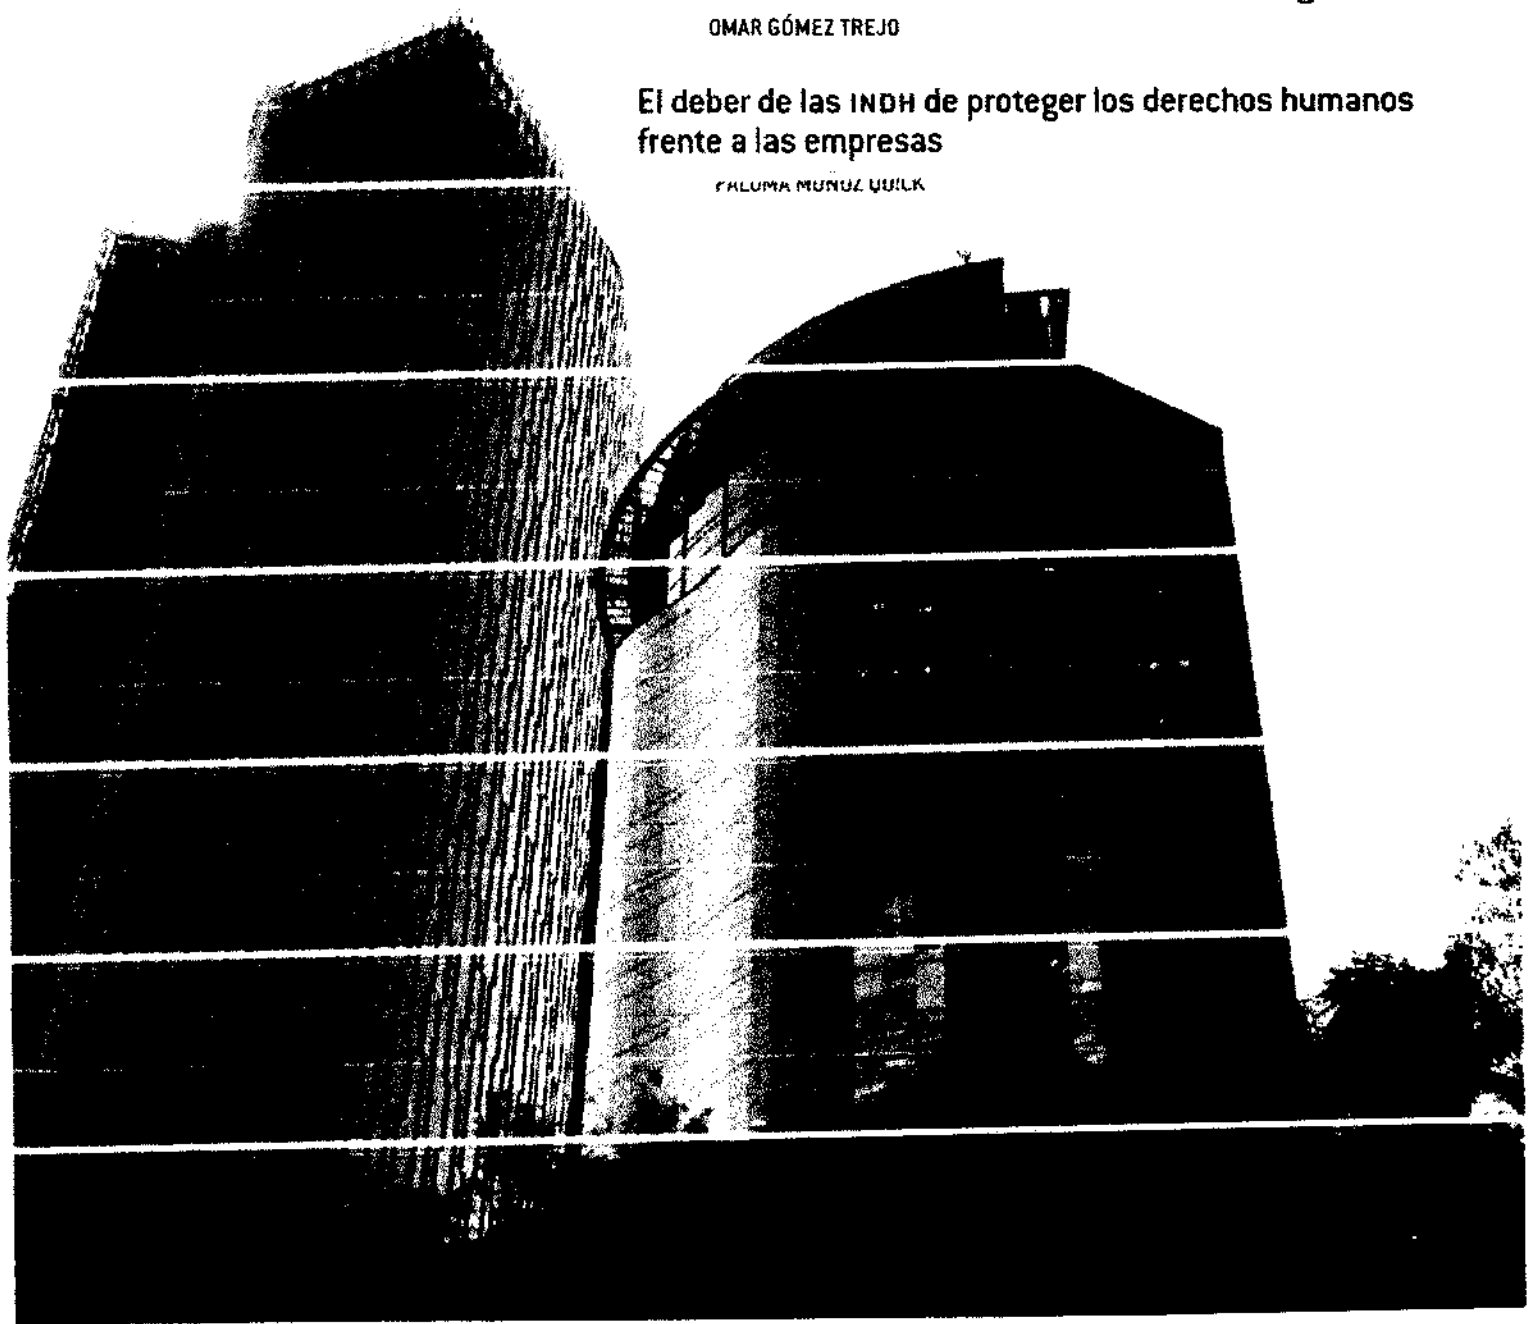 OMAR GÓMEZ TREJO
El deber de las INDH de proteger los derechos humanos
frente a las empresas
PALOMA MUÑOZ QUICK